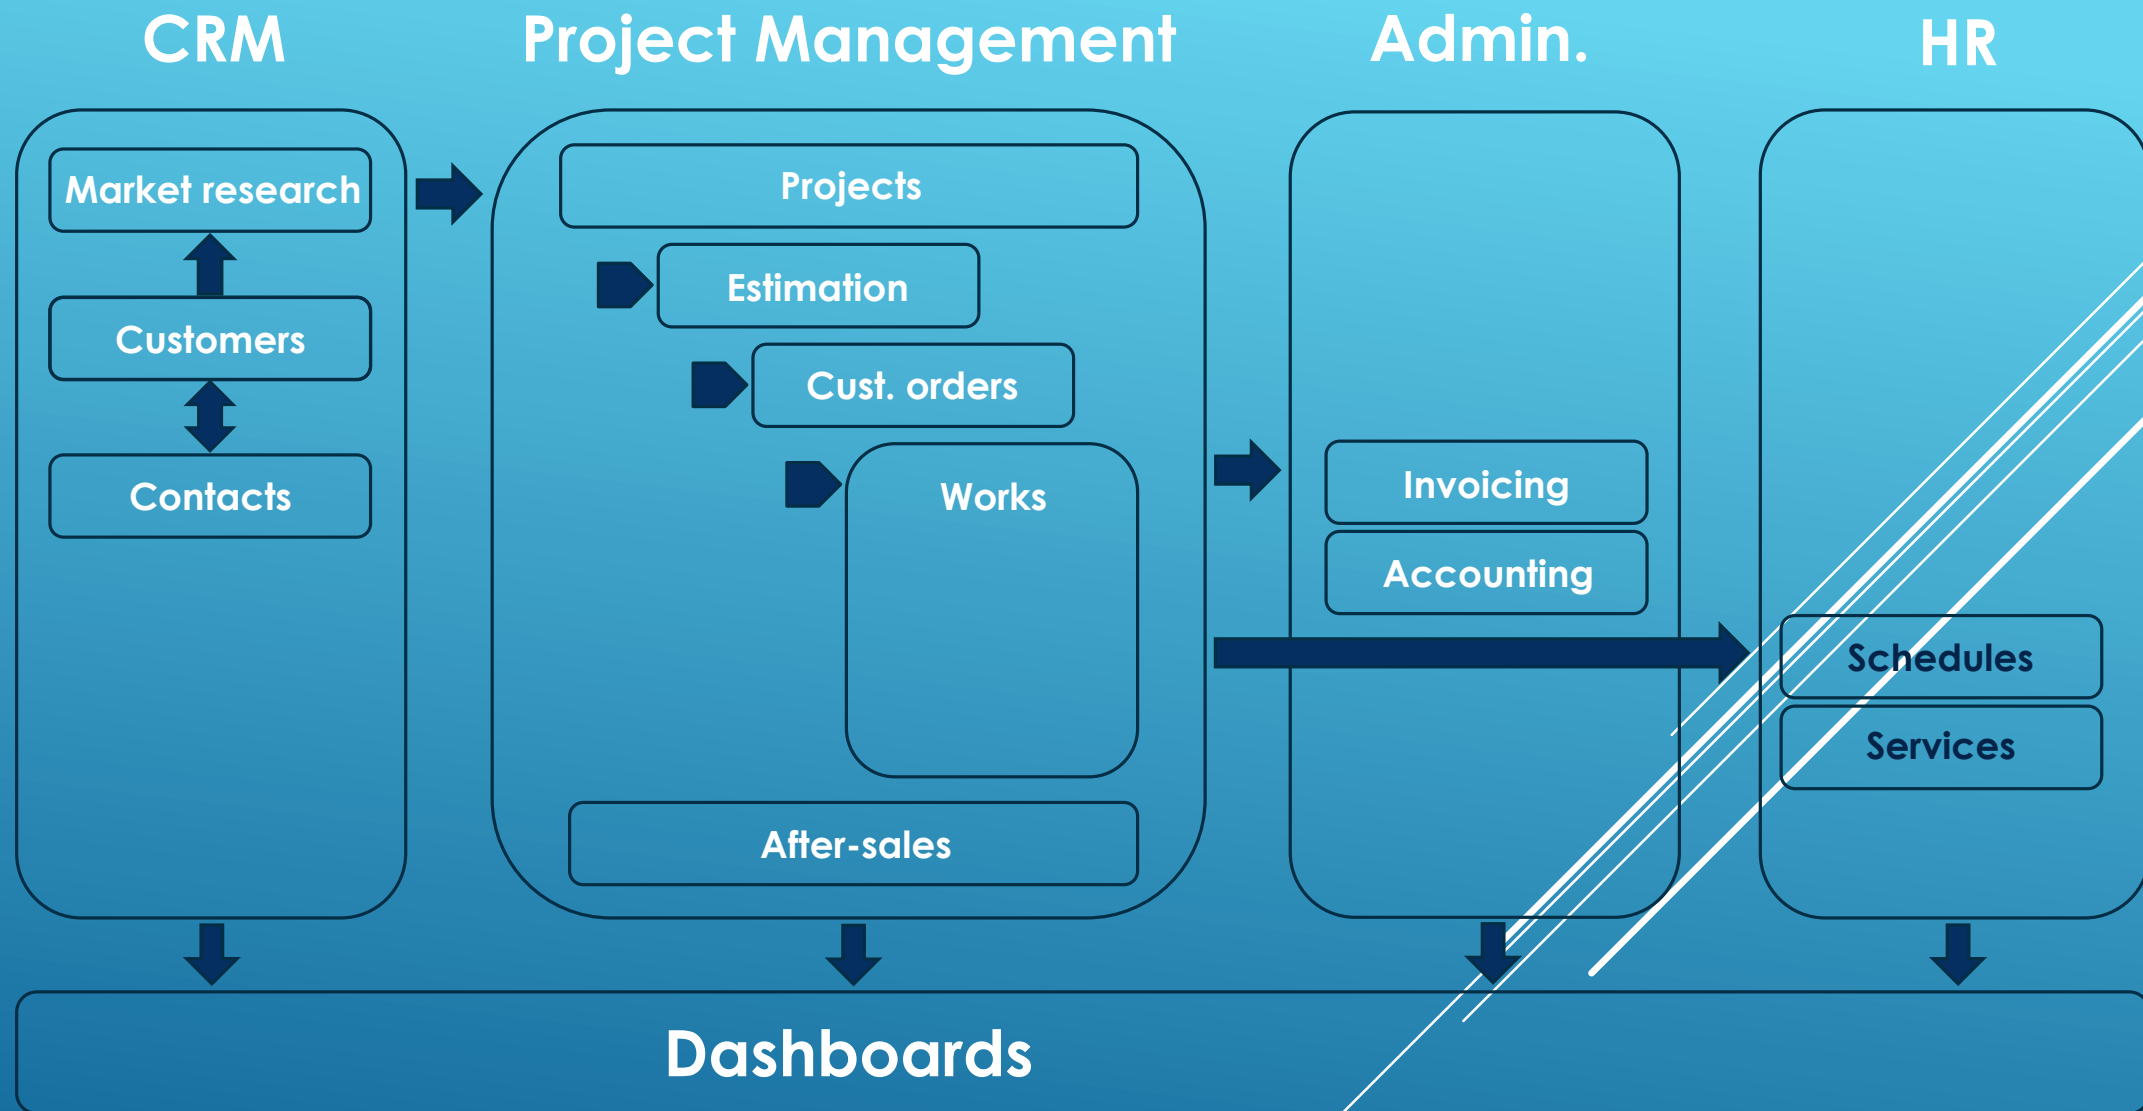 CRM
Project Management
Admin.
HR
Market research
Customers
Contacts
Projects
Estimation
Cust. orders
Works
After-sales
Invoicing
Accounting
Schedules
Services
Dashboards